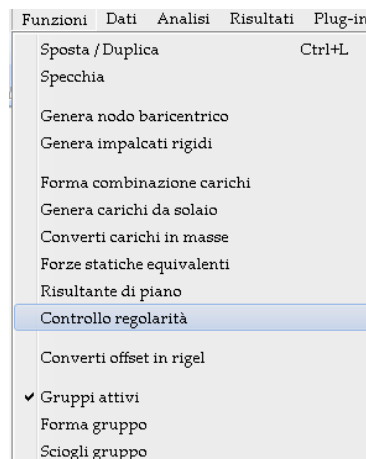 Funzioni Dati Analisi Risultati Plug-in
Sposta / Duplica Ctrl+L
Specchia
Genera nodo baricentrico
Genera impalcati rigidi
Forma combinazione carichi
Genera carichi da solaio
Converti carichi in masse
Forze statiche equivalenti
Risultante di piano
Controllo regolarità
Converti offset in rigel
✔ Gruppi attivi
Forma gruppo
Sciogli gruppo